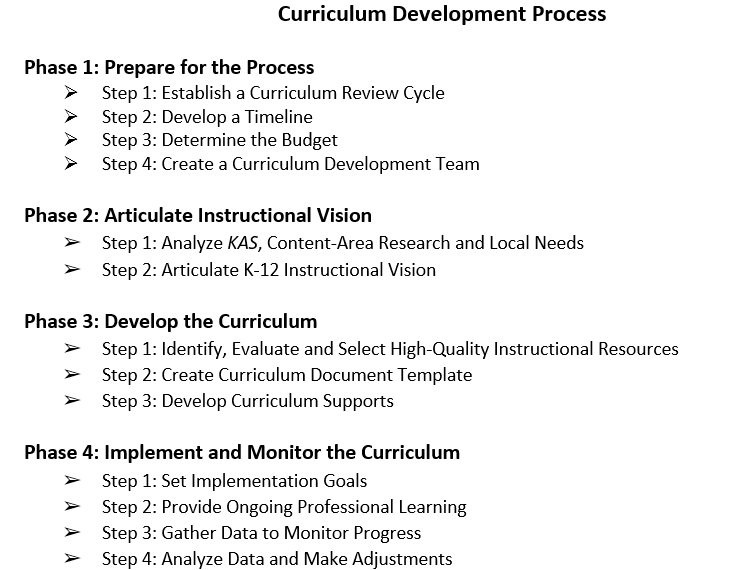 Curriculum Development Process
Phase 1: Prepare for the Process
➢ Step 1: Establish a Curriculum Review Cycle
➢ Step 2: Develop a Timeline
➢ Step 3: Determine the Budget
➢ Step 4: Create a Curriculum Development Team
Phase 2: Articulate Instructional Vision
➢ Step 1: Analyze KAS, Content-Area Research and Local Needs
➢ Step 2: Articulate K-12 Instructional Vision
Phase 3: Develop the Curriculum
➢ Step 1: Identify, Evaluate and Select High-Quality Instructional Resources
➢ Step 2: Create Curriculum Document Template
➢ Step 3: Develop Curriculum Supports
Phase 4: Implement and Monitor the Curriculum
➢ Step 1: Set Implementation Goals
➢ Step 2: Provide Ongoing Professional Learning
➢ Step 3: Gather Data to Monitor Progress
➢ Step 4: Analyze Data and Make Adjustments